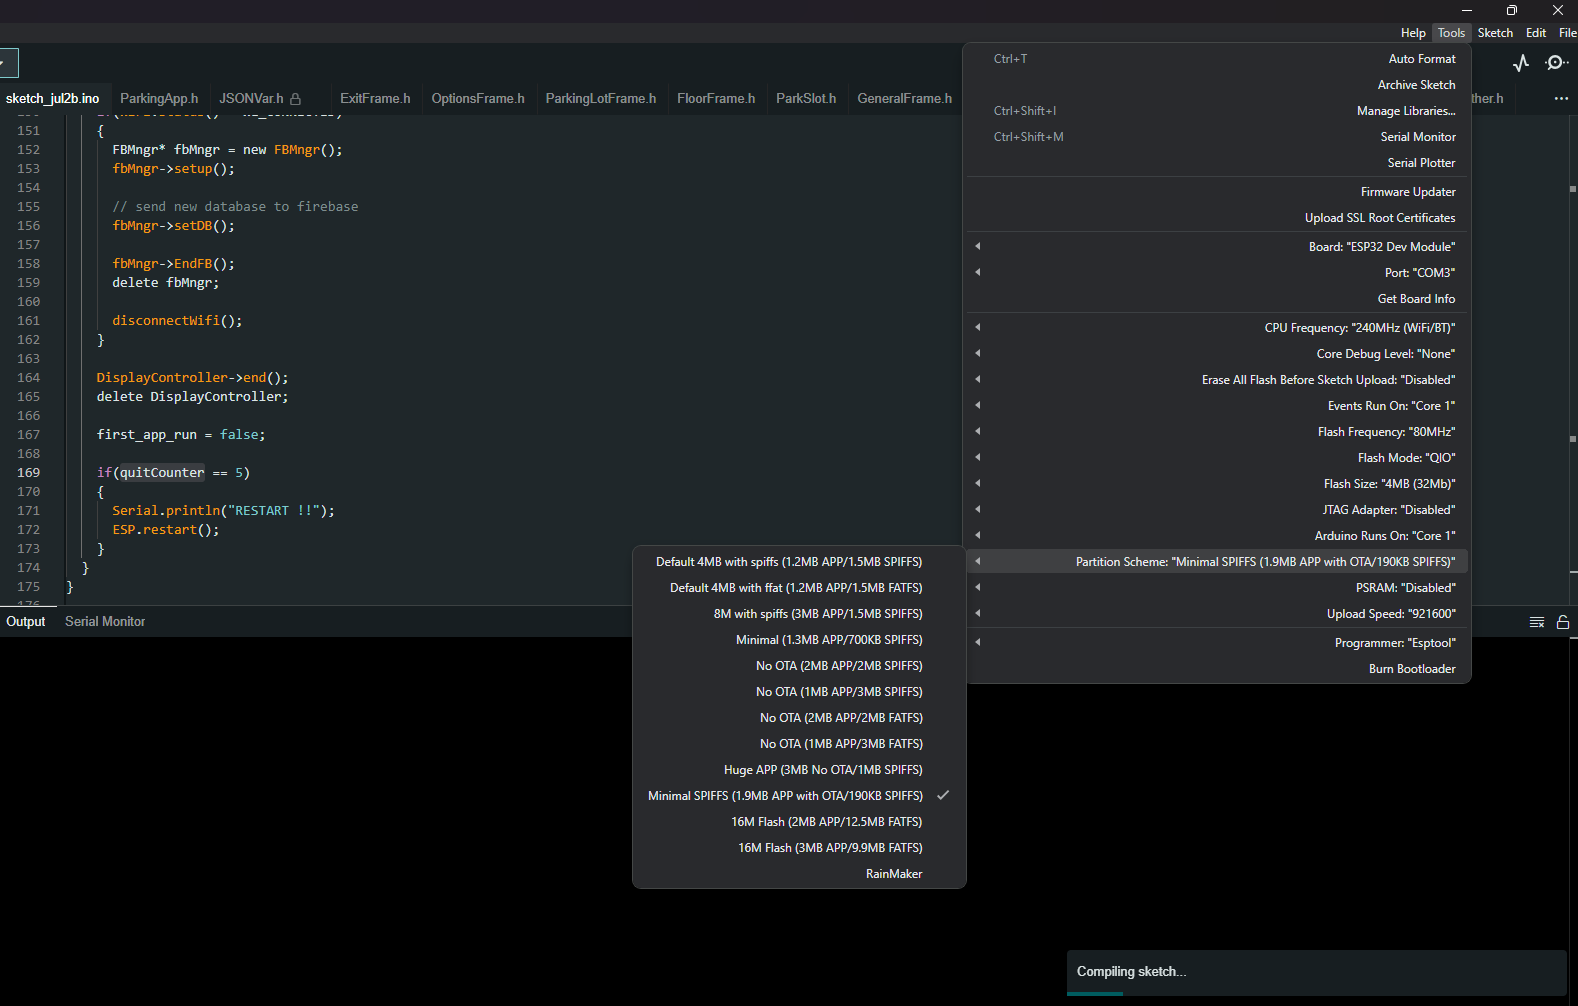 Help Tools Sketch Edit File
sketch_jul2b.ino ParkingApp.h JSONVar.h ExitFrame.h OptionsFrame.h ParkingLotFrame.h FloorFrame.h ParkSlot.h GeneralFrame.h ther.h ...
151 {
152 FBMngr* fbMngr = new FBMngr();
153 fbMngr->setup();
154
155 // send new database to firebase
156 fbMngr->setDB();
157
158 fbMngr->EndFB();
159 delete fbMngr;
160
161 disconnectWifi();
162 }
163
164 DisplayController->end();
165 delete DisplayController;
166
167 first_app_run = false;
168
169 if(quitCounter == 5)
170 {
171 Serial.println("RESTART !!");
172 ESP.restart();
173 }
174 }
175 }
176
Ctrl+T Auto Format
Archive Sketch
Ctrl+Shift+I Manage Libraries...
Ctrl+Shift+M Serial Monitor
Serial Plotter
Firmware Updater
Upload SSL Root Certificates
Board: "ESP32 Dev Module"
Port: "COM3"
Get Board Info
CPU Frequency: "240MHz (WiFi/BT)"
Core Debug Level: "None"
Erase All Flash Before Sketch Upload: "Disabled"
Events Run On: "Core 1"
Flash Frequency: "80MHz"
Flash Mode: "QIO"
Flash Size: "4MB (32Mb)"
JTAG Adapter: "Disabled"
Arduino Runs On: "Core 1"
Partition Scheme: "Minimal SPIFFS (1.9MB APP with OTA/190KB SPIFFS)"
PSRAM: "Disabled"
Upload Speed: "921600"
Programmer: "Esptool"
Burn Bootloader
Default 4MB with spiffs (1.2MB APP/1.5MB SPIFFS)
Default 4MB with ffat (1.2MB APP/1.5MB FATFS)
8M with spiffs (3MB APP/1.5MB SPIFFS)
Minimal (1.3MB APP/700KB SPIFFS)
No OTA (2MB APP/2MB SPIFFS)
No OTA (1MB APP/3MB SPIFFS)
No OTA (2MB APP/2MB FATFS)
No OTA (1MB APP/3MB FATFS)
Huge APP (3MB No OTA/1MB SPIFFS)
Minimal SPIFFS (1.9MB APP with OTA/190KB SPIFFS)
16M Flash (2MB APP/12.5MB FATFS)
16M Flash (3MB APP/9.9MB FATFS)
RainMaker
Output Serial Monitor
Compiling sketch...